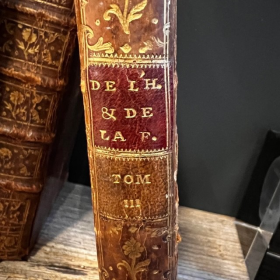 DE L'H.
& DE
LA F.
TOM
III